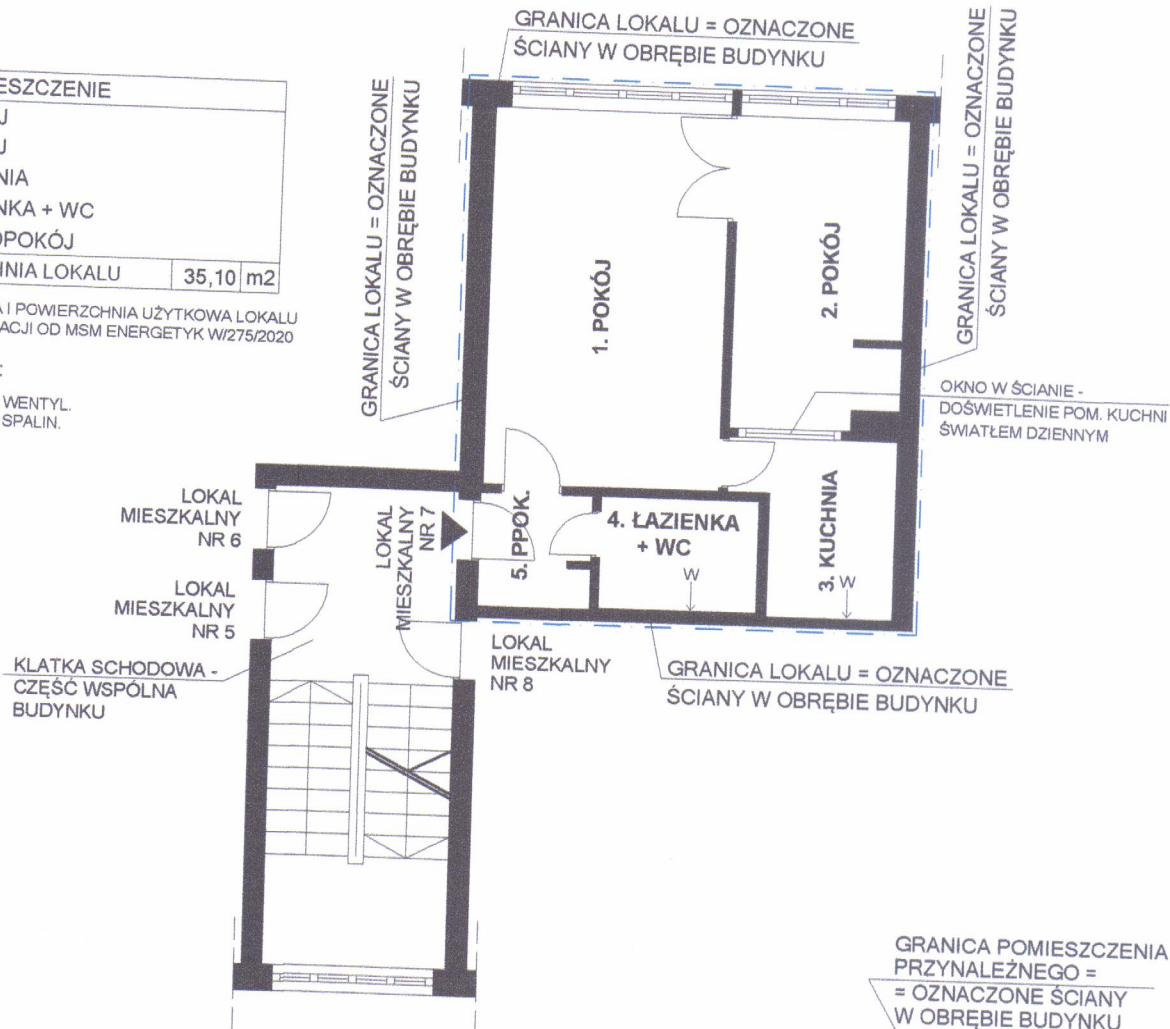 GRANICA LOKALU = OZNACZONE
ŚCIANY W OBRĘBIE BUDYNKU
GRANICA LOKALU = OZNACZONE
ŚCIANY W OBRĘBIE BUDYNKU
GRANICA LOKALU = OZNACZONE
ŚCIANY W OBRĘBIE BUDYNKU
ESZCZENIE
J
J
NIA
NKA + WC
OPOKÓJ
NIA LOKALU 35,10 m2
A I POWIERZCHNIA UŻYTKOWA LOKALU
ACJI OD MSM ENERGETYK W/275/2020
WENTYL.
SPALIN.
1. POKÓJ
2. POKÓJ
OKNO W ŚCIANIE -
DOŚWIETLENIE POM. KUCHNI
ŚWIATŁEM DZIENNYM
LOKAL
MIESZKALNY
NR 6
LOKAL
MIESZKALNY
NR 7
5. PPOK.
4. ŁAZIENKA
+ WC
W
3. KUCHNIA
W
LOKAL
MIESZKALNY
NR 5
LOKAL
MIESZKALNY
NR 8
KLATKA SCHODOWA -
CZĘŚĆ WSPÓLNA
BUDYNKU
GRANICA LOKALU = OZNACZONE
ŚCIANY W OBRĘBIE BUDYNKU
GRANICA POMIESZCZENIA
PRZYNALEŻNEGO =
= OZNACZONE ŚCIANY
W OBRĘBIE BUDYNKU